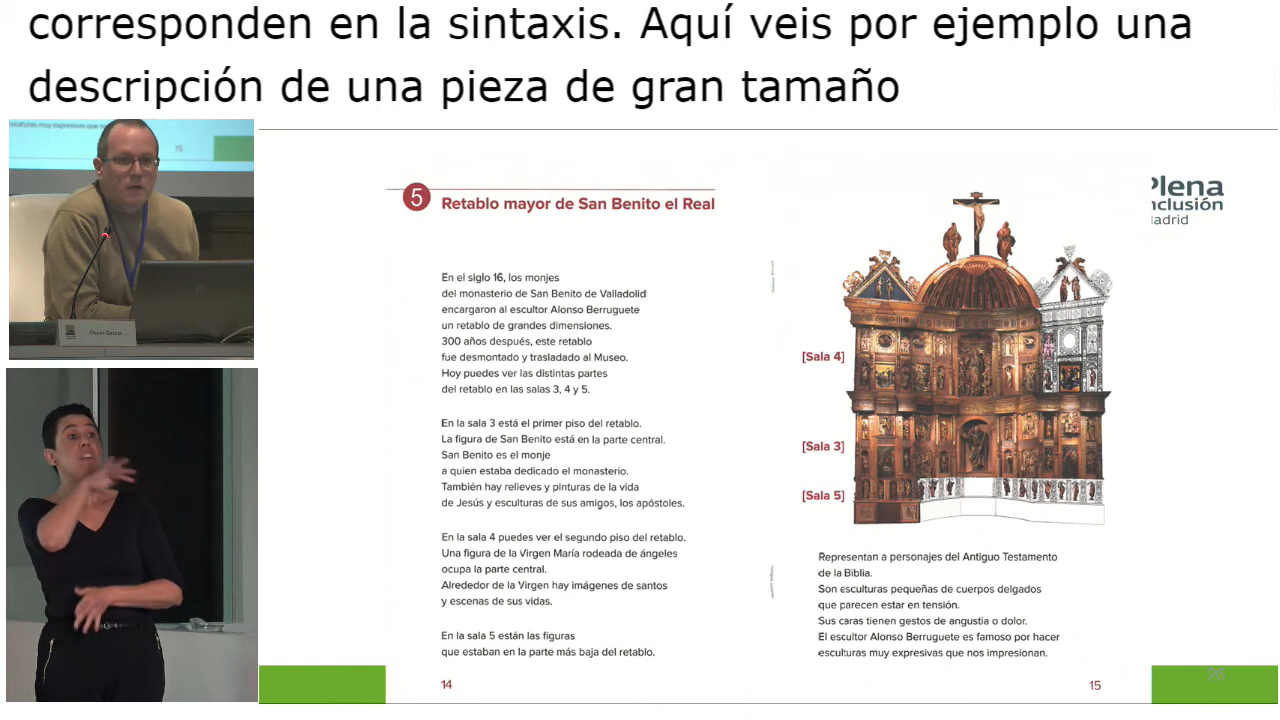 corresponden en la sintaxis. Aquí veis por ejemplo una
descripción de una pieza de gran tamaño
15
Oscar García
5 Retablo mayor de San Benito el Real
En el siglo 16, los monjes
del monasterio de San Benito de Valladolid
encargaron al escultor Alonso Berruguete
un retablo de grandes dimensiones.
300 años después, este retablo
fue desmontado y trasladado al Museo.
Hoy puedes ver las distintas partes
del retablo en las salas 3, 4 y 5.
En la sala 3 está el primer piso del retablo.
La figura de San Benito está en la parte central.
San Benito es el monje
a quien estaba dedicado el monasterio.
También hay relieves y pinturas de la vida
de Jesús y esculturas de sus amigos, los apóstoles.
En la sala 4 puedes ver el segundo piso del retablo.
Una figura de la Virgen María rodeada de ángeles
ocupa la parte central.
Alrededor de la Virgen hay imágenes de santos
y escenas de sus vidas.
En la sala 5 están las figuras
que estaban en la parte más baja del retablo.
14
[Sala 4]
[Sala 3]
[Sala 5]
Representan a personajes del Antiguo Testamento
de la Biblia.
Son esculturas pequeñas de cuerpos delgados
que parecen estar en tensión.
Sus caras tienen gestos de angustia o dolor.
El escultor Alonso Berruguete es famoso por hacer
esculturas muy expresivas que nos impresionan.
15
Plena
nclusión
adrid